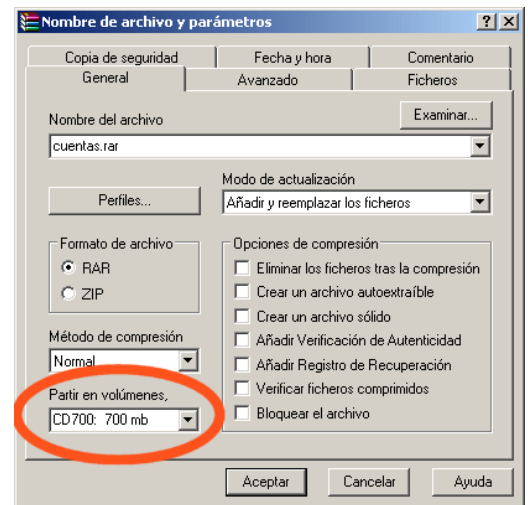 Nombre de archivo y parámetros
Copia de seguridad Fecha y hora Comentario
General Avanzado Ficheros
Nombre del archivo
Examinar...
cuentas.rar
Perfiles...
Modo de actualización
Añadir y reemplazar los ficheros
Formato de archivo
RAR
ZIP
Método de compresión
Normal
Partir en volúmenes,
CD700: 700 mb
Opciones de compresión
Eliminar los ficheros tras la compresión
Crear un archivo autoextraíble
Crear un archivo sólido
Añadir Verificación de Autenticidad
Añadir Registro de Recuperación
Verificar ficheros comprimidos
Bloquear el archivo
Aceptar Cancelar Ayuda